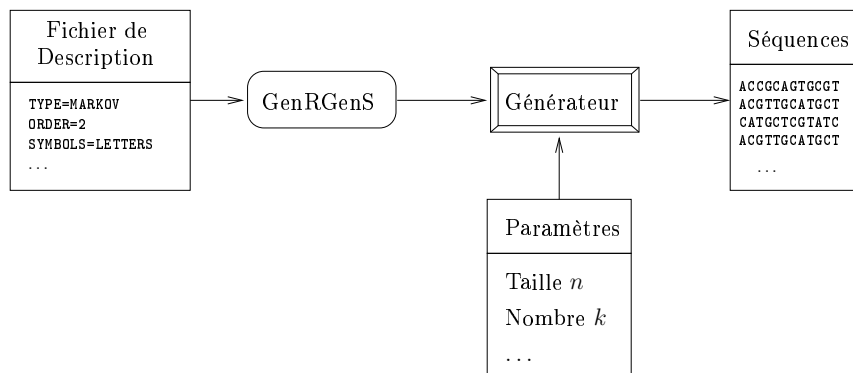 Fichier de
Description
TYPE=MARKOV
ORDER=2
SYMBOLS=LETTERS
...
GenRGenS
Générateur
Séquences
ACCGCAGTGCGT
ACGTTGCATGCT
CATGCTCGTATC
ACGTTGCATGCT
...
Paramètres
Taille n
Nombre k
...